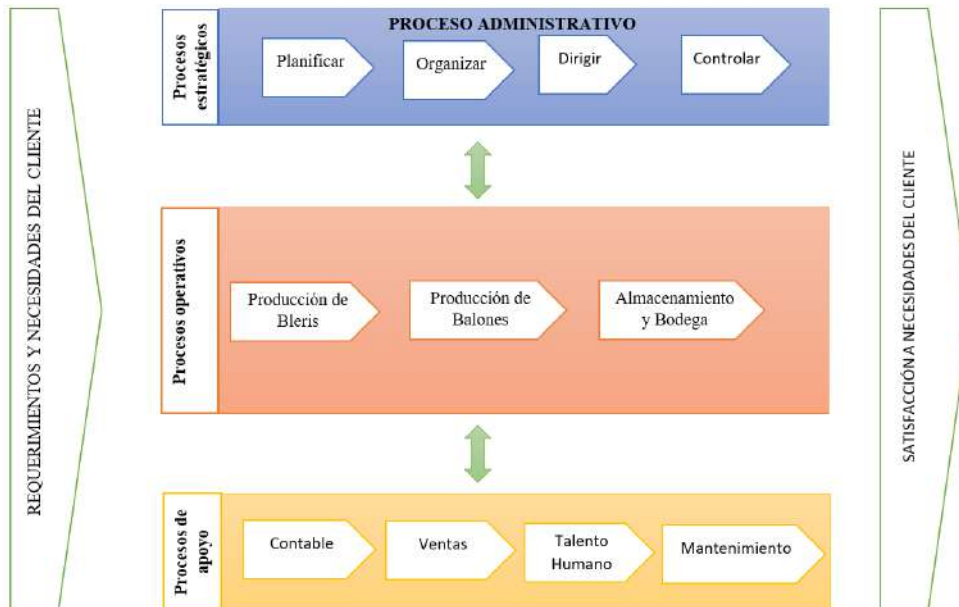 REQUERIMIENTOS Y NECESIDADES DEL CLIENTE
Procesos
estratégicos
PROCESO ADMINISTRATIVO
Planificar
Organizar
Dirigir
Controlar
Procesos operativos
Producción de
Bleris
Producción de
Balones
Almacenamiento
y Bodega
Procesos de
apoyo
Contable
Ventas
Talento
Humano
Mantenimiento
SATISFACCIÓN A NECESIDADES DEL CLIENTE